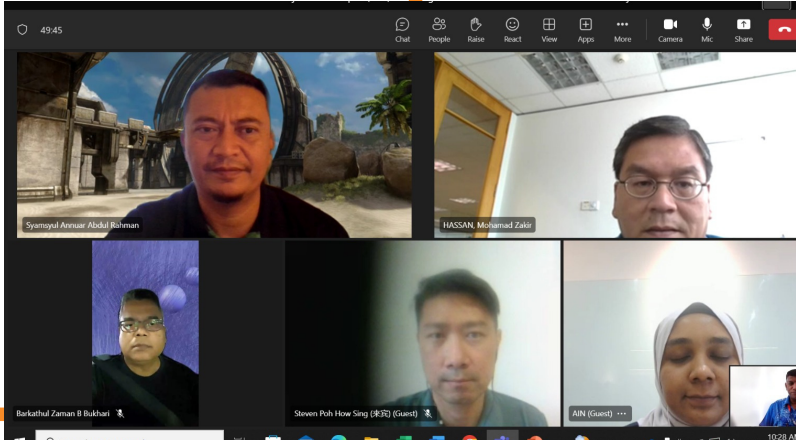 49:45
Chat
People
Raise
React
View
Apps
More
Camera
Mic
Share
Syamsyul Annuar Abdul Rahman
HASSAN, Mohamad Zakir
Barkathul Zaman B Bukhari
Steven Poh How Sing (来宾) (Guest)
AIN (Guest)
10:28 AM